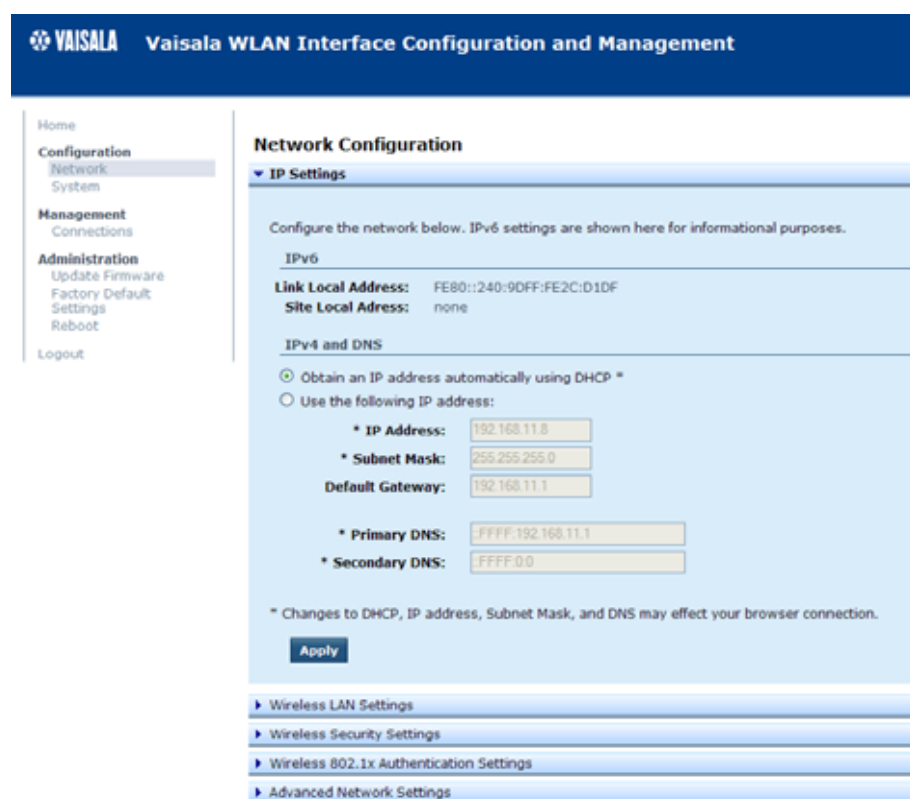 VAISALA Vaisala WLAN Interface Configuration and Management
Home
Configuration
Network
System
Management
Connections
Administration
Update Firmware
Factory Default
Settings
Reboot
Logout
Network Configuration
IP Settings
Configure the network below. IPv6 settings are shown here for informational purposes.
IPv6
Link Local Address: FE80::240:9DFF:FE2C:D1DF
Site Local Adress: none
IPv4 and DNS
Obtain an IP address automatically using DHCP *
Use the following IP address:
* IP Address: 192.168.11.8
* Subnet Mask: 255.255.255.0
Default Gateway: 192.168.11.1
* Primary DNS: ::FFFF:192.168.11.1
* Secondary DNS: ::FFFF:0:0
* Changes to DHCP, IP address, Subnet Mask, and DNS may effect your browser connection.
Apply
Wireless LAN Settings
Wireless Security Settings
Wireless 802.1x Authentication Settings
Advanced Network Settings